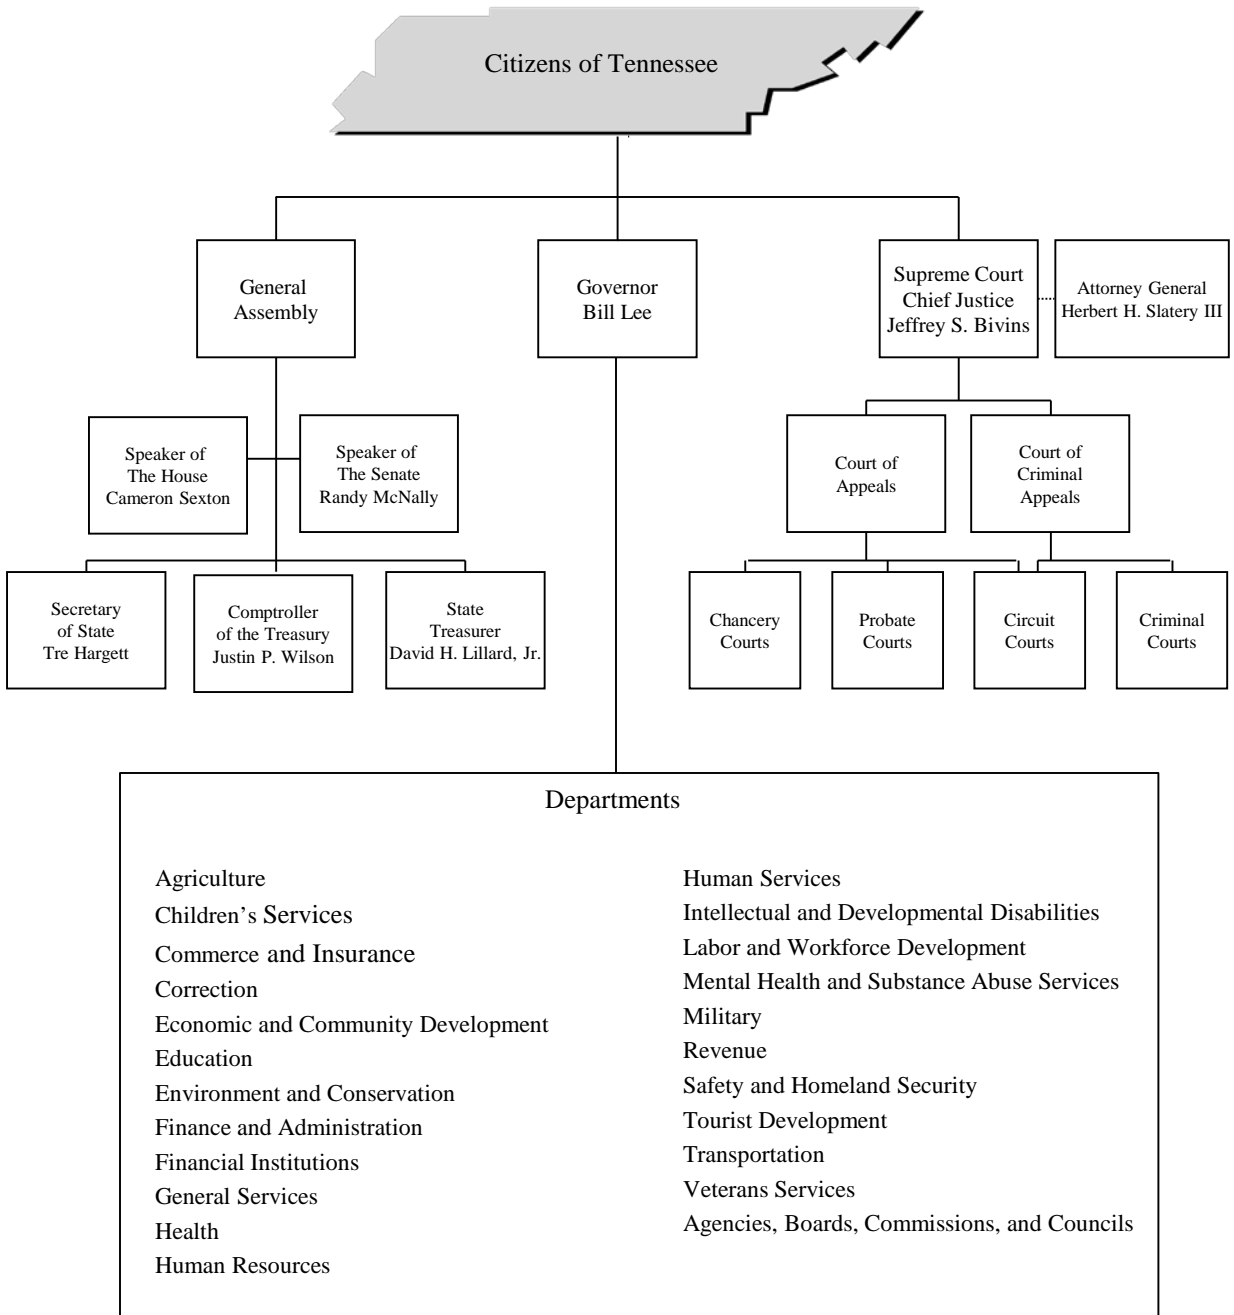 Citizens of Tennessee
General
Assembly
Governor
Bill Lee
Supreme Court
Chief Justice
Jeffrey S. Bivins
Attorney General
Herbert H. Slatery III
Speaker of
The House
Cameron Sexton
Speaker of
The Senate
Randy McNally
Court of
Appeals
Court of
Criminal
Appeals
Secretary
of State
Tre Hargett
Comptroller
of the Treasury
Justin P. Wilson
State
Treasurer
David H. Lillard, Jr.
Chancery
Courts
Probate
Courts
Circuit
Courts
Criminal
Courts
Departments
Agriculture
Children’s Services
Commerce and Insurance
Correction
Economic and Community Development
Education
Environment and Conservation
Finance and Administration
Financial Institutions
General Services
Health
Human Resources
Human Services
Intellectual and Developmental Disabilities
Labor and Workforce Development
Mental Health and Substance Abuse Services
Military
Revenue
Safety and Homeland Security
Tourist Development
Transportation
Veterans Services
Agencies, Boards, Commissions, and Councils